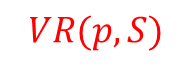 VR(p, S)